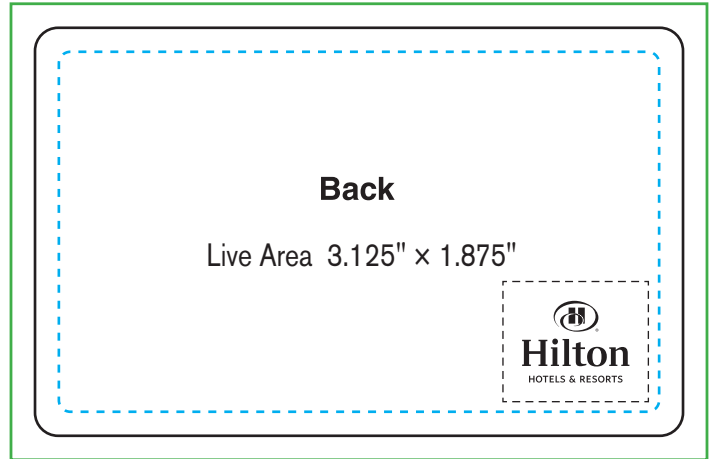 Back
Live Area 3.125" × 1.875"
H
Hilton
HOTELS & RESORTS